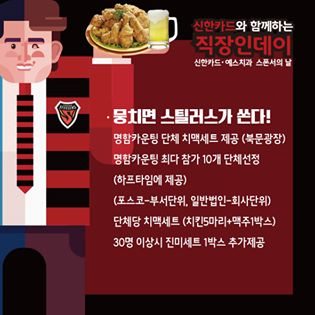 신한카드와 함께하는
직장인데이
신한카드·예스치과 스폰서의 날
· 뭉치면 스틸러스가 쏜다!
명함카운팅 단체 치맥세트 제공 (북문광장)
명함카운팅 최다 참가 10개 단체선정
(하프타임에 제공)
(포스코-부서단위, 일반법인-회사단위)
단체당 치맥세트 (치킨5마리+맥주1박스)
30명 이상시 진미세트 1박스 추가제공